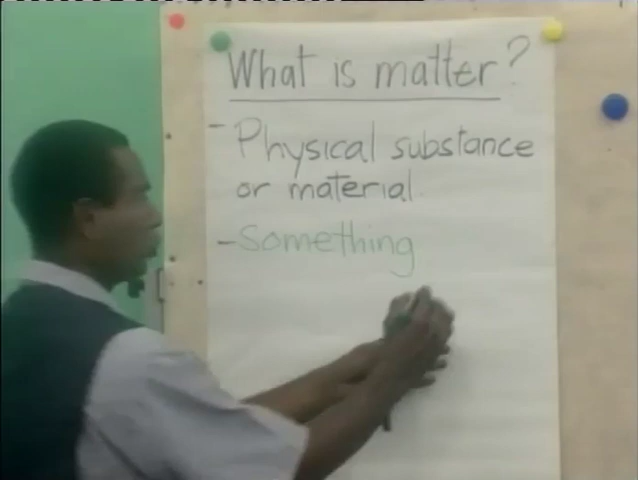 What is matter?
- Physical substance
or material.
- Something